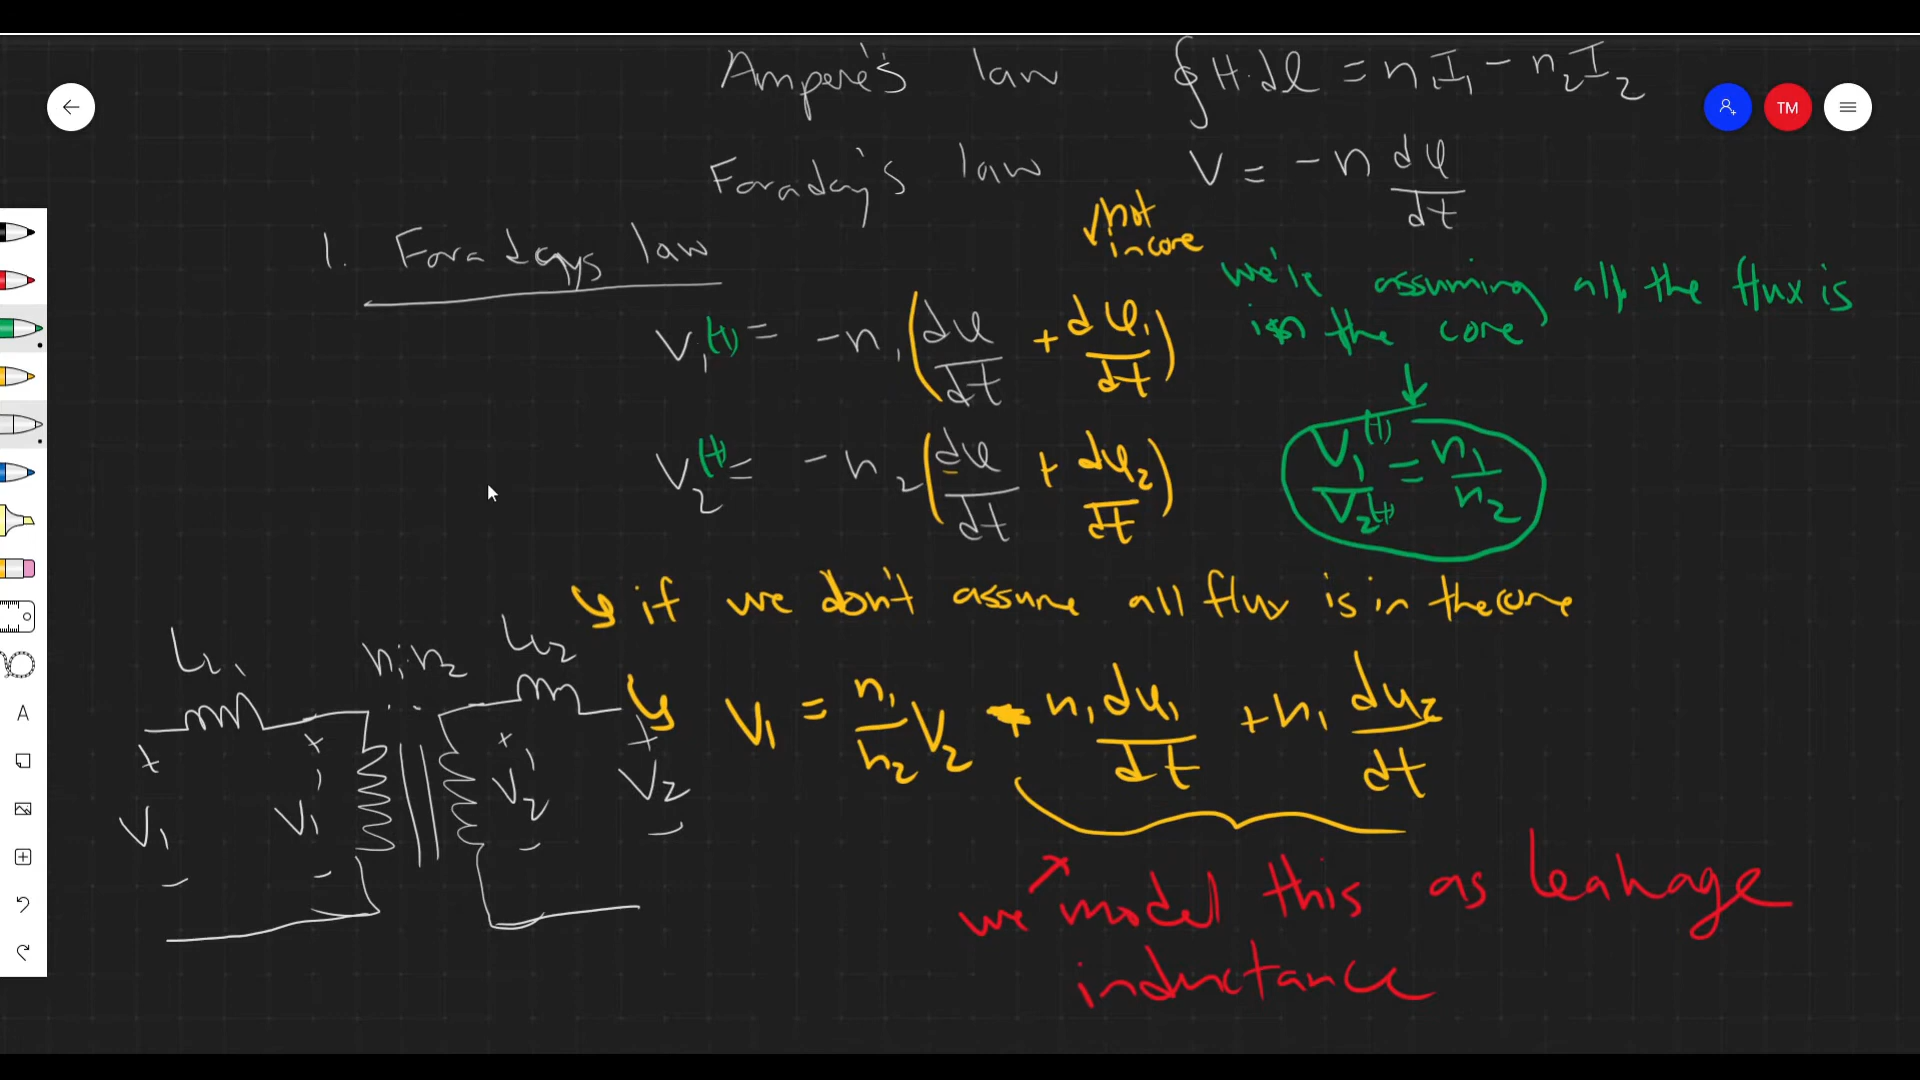 Ampere's law ∮H·dl = n₁I₁ - n₂I₂
Faraday's law V = -n dφ/dt
TM
not in core
1. Faradays law
we're assuming all the flux is
in the core
V₁(t) = -n₁(dφ/dt + dφ₁/dt)
V₂(t) = -n₂(dφ/dt + dφ₂/dt)
V₁(t)/V₂(t) = n₁/n₂
↳ if we don't assume all flux is in the core
↳ V₁ = n₁/n₂ V₂ - n₁ dφ₁/dt + n₁ dφ₂/dt
L_L₁ n₁:n₂ L_L₂
+ V₁ - + V₁' - + V₂' - + V₂ -
we model this as leakage
inductance
A